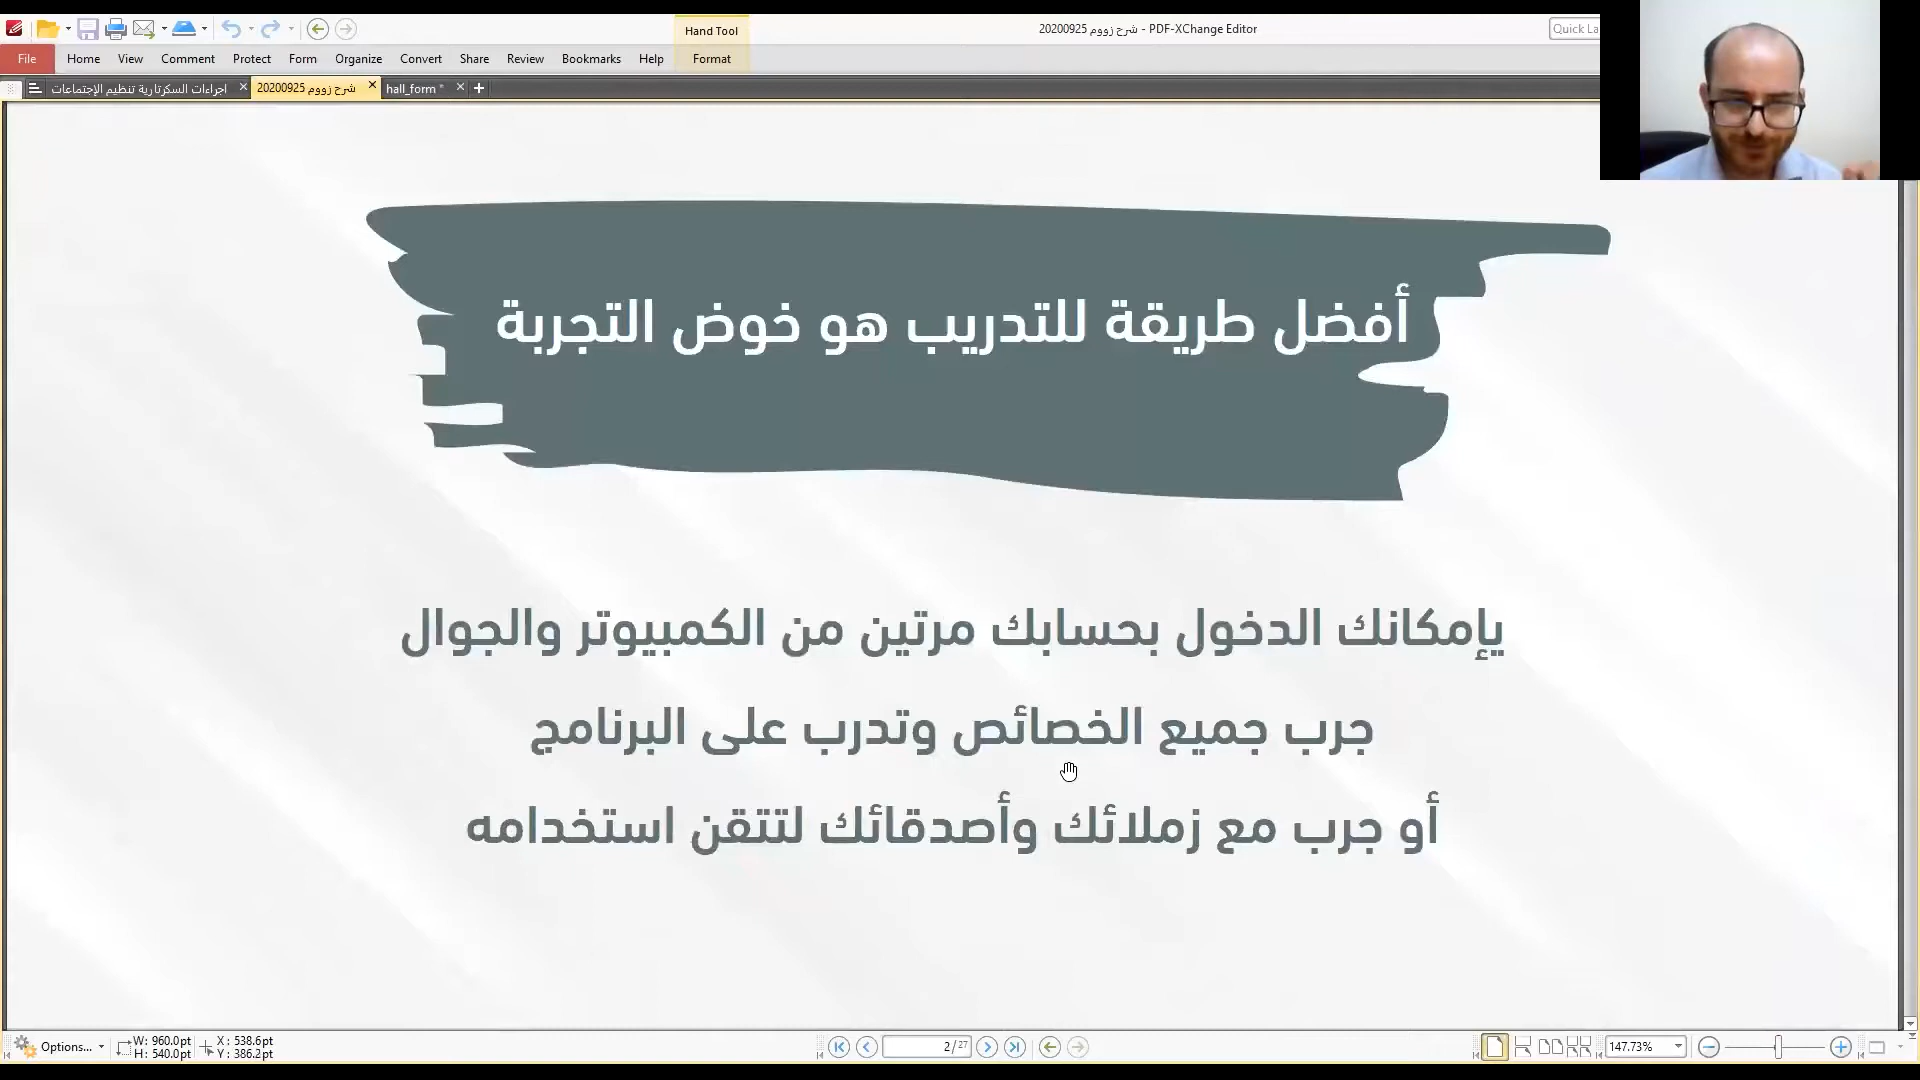 Hand Tool
شرح زووم 20200925 - PDF-XChange Editor
Quick La
File Home View Comment Protect Form Organize Convert Share Review Bookmarks Help Format
اجراءات السكرتارية تنظيم الإجتماعات
شرح زووم 20200925
hall_form *
أفضل طريقة للتدريب هو خوض التجربة
يإمكانك الدخول بحسابك مرتين من الكمبيوتر والجوال
جرب جميع الخصائص وتدرب على البرنامج
أو جرب مع زملائك وأصدقائك لتتقن استخدامه
Options...
W: 960.0pt
H: 540.0pt
X: 538.6pt
Y: 386.2pt
2/27
147.73%